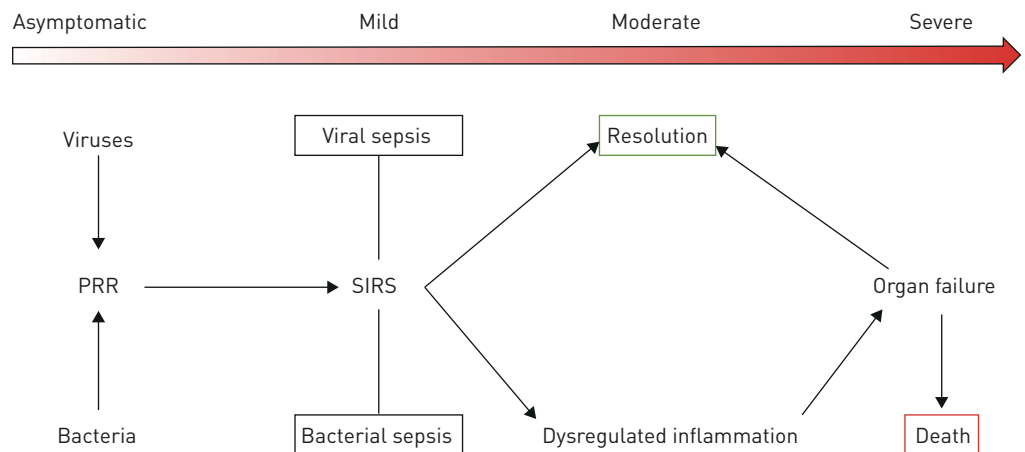 Asymptomatic
Mild
Moderate
Severe
Viruses
Viral sepsis
Resolution
PRR
SIRS
Organ failure
Bacteria
Bacterial sepsis
Dysregulated inflammation
Death